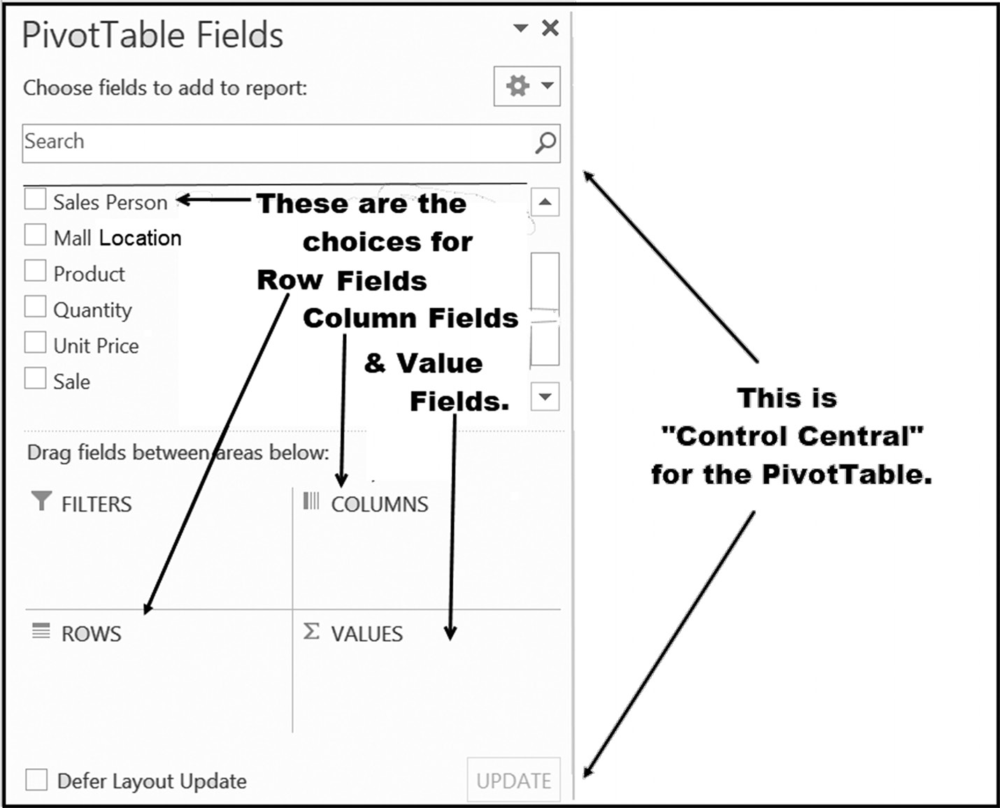 PivotTable Fields
Choose fields to add to report:
Search
Sales Person
Mall Location
Product
Quantity
Unit Price
Sale
These are the
choices for
Row Fields
Column Fields
& Value
Fields.
Drag fields between areas below:
FILTERS
COLUMNS
ROWS
Σ VALUES
Defer Layout Update
UPDATE
This is
"Control Central"
for the PivotTable.